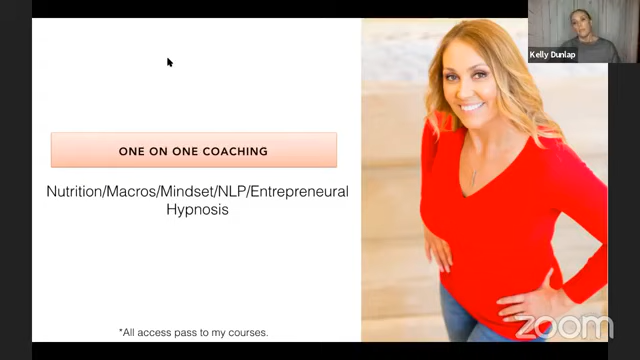 Kelly Dunlap
ONE ON ONE COACHING
Nutrition/Macros/Mindset/NLP/Entrepreneural
Hypnosis
*All access pass to my courses.
zoom